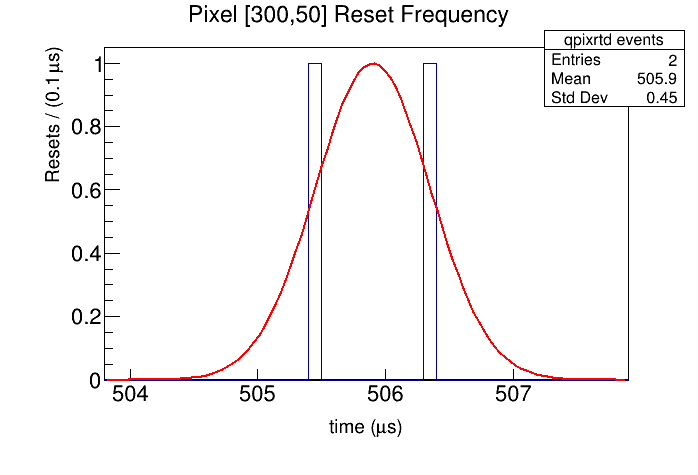 Pixel [300,50] Reset Frequency
qpixrtd events
Entries 2
Mean 505.9
Std Dev 0.45
Resets / (0.1 μs)
1
0.8
0.6
0.4
0.2
0
504 505 506 507
time (μs)